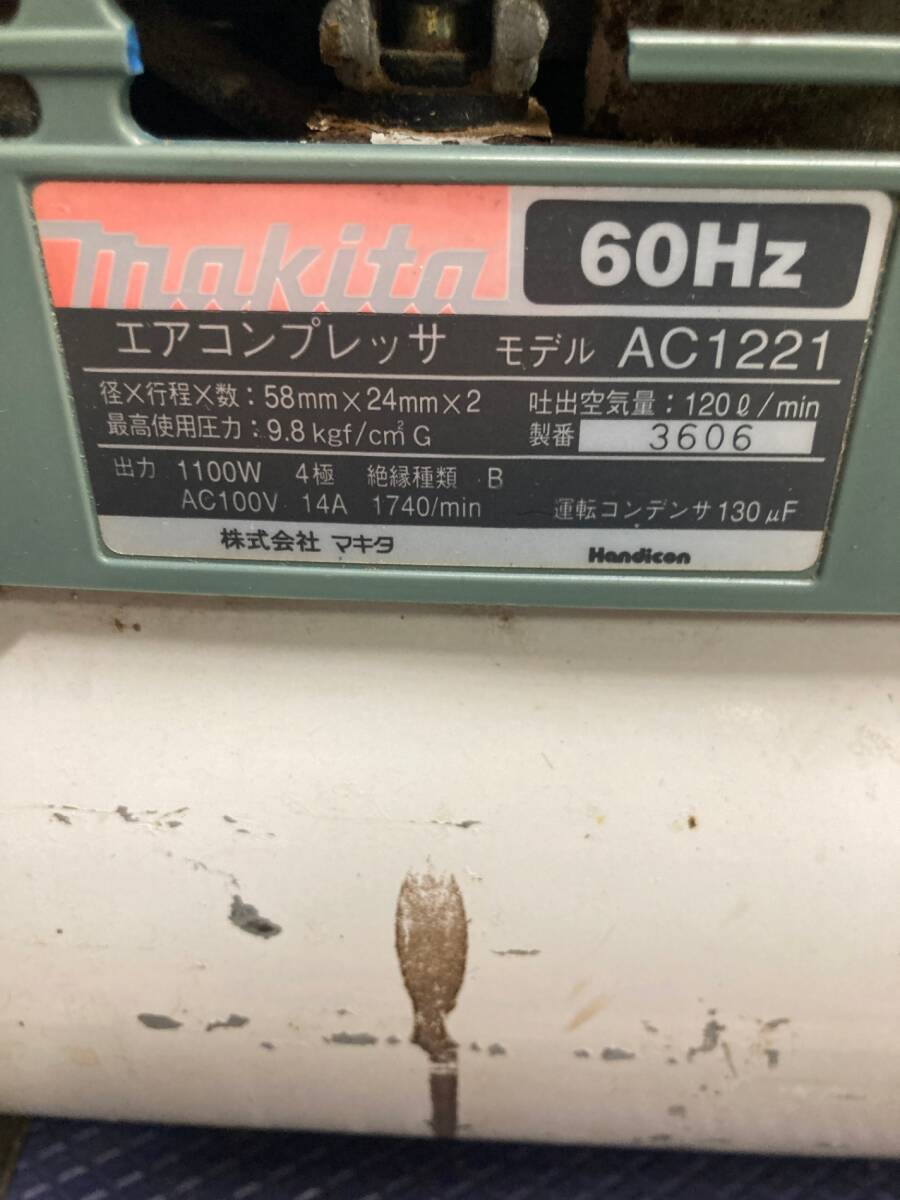 makita 60Hz
エアコンプレッサ モデル AC1221
径×行程×数:58mm×24mm×2 吐出空気量:120ℓ/min
最高使用圧力:9.8kgf/cm²G 製番 3606
出力 1100W 4極 絶縁種類 B
AC100V 14A 1740/min 運転コンデンサ130μF
株式会社 マキタ Handicon